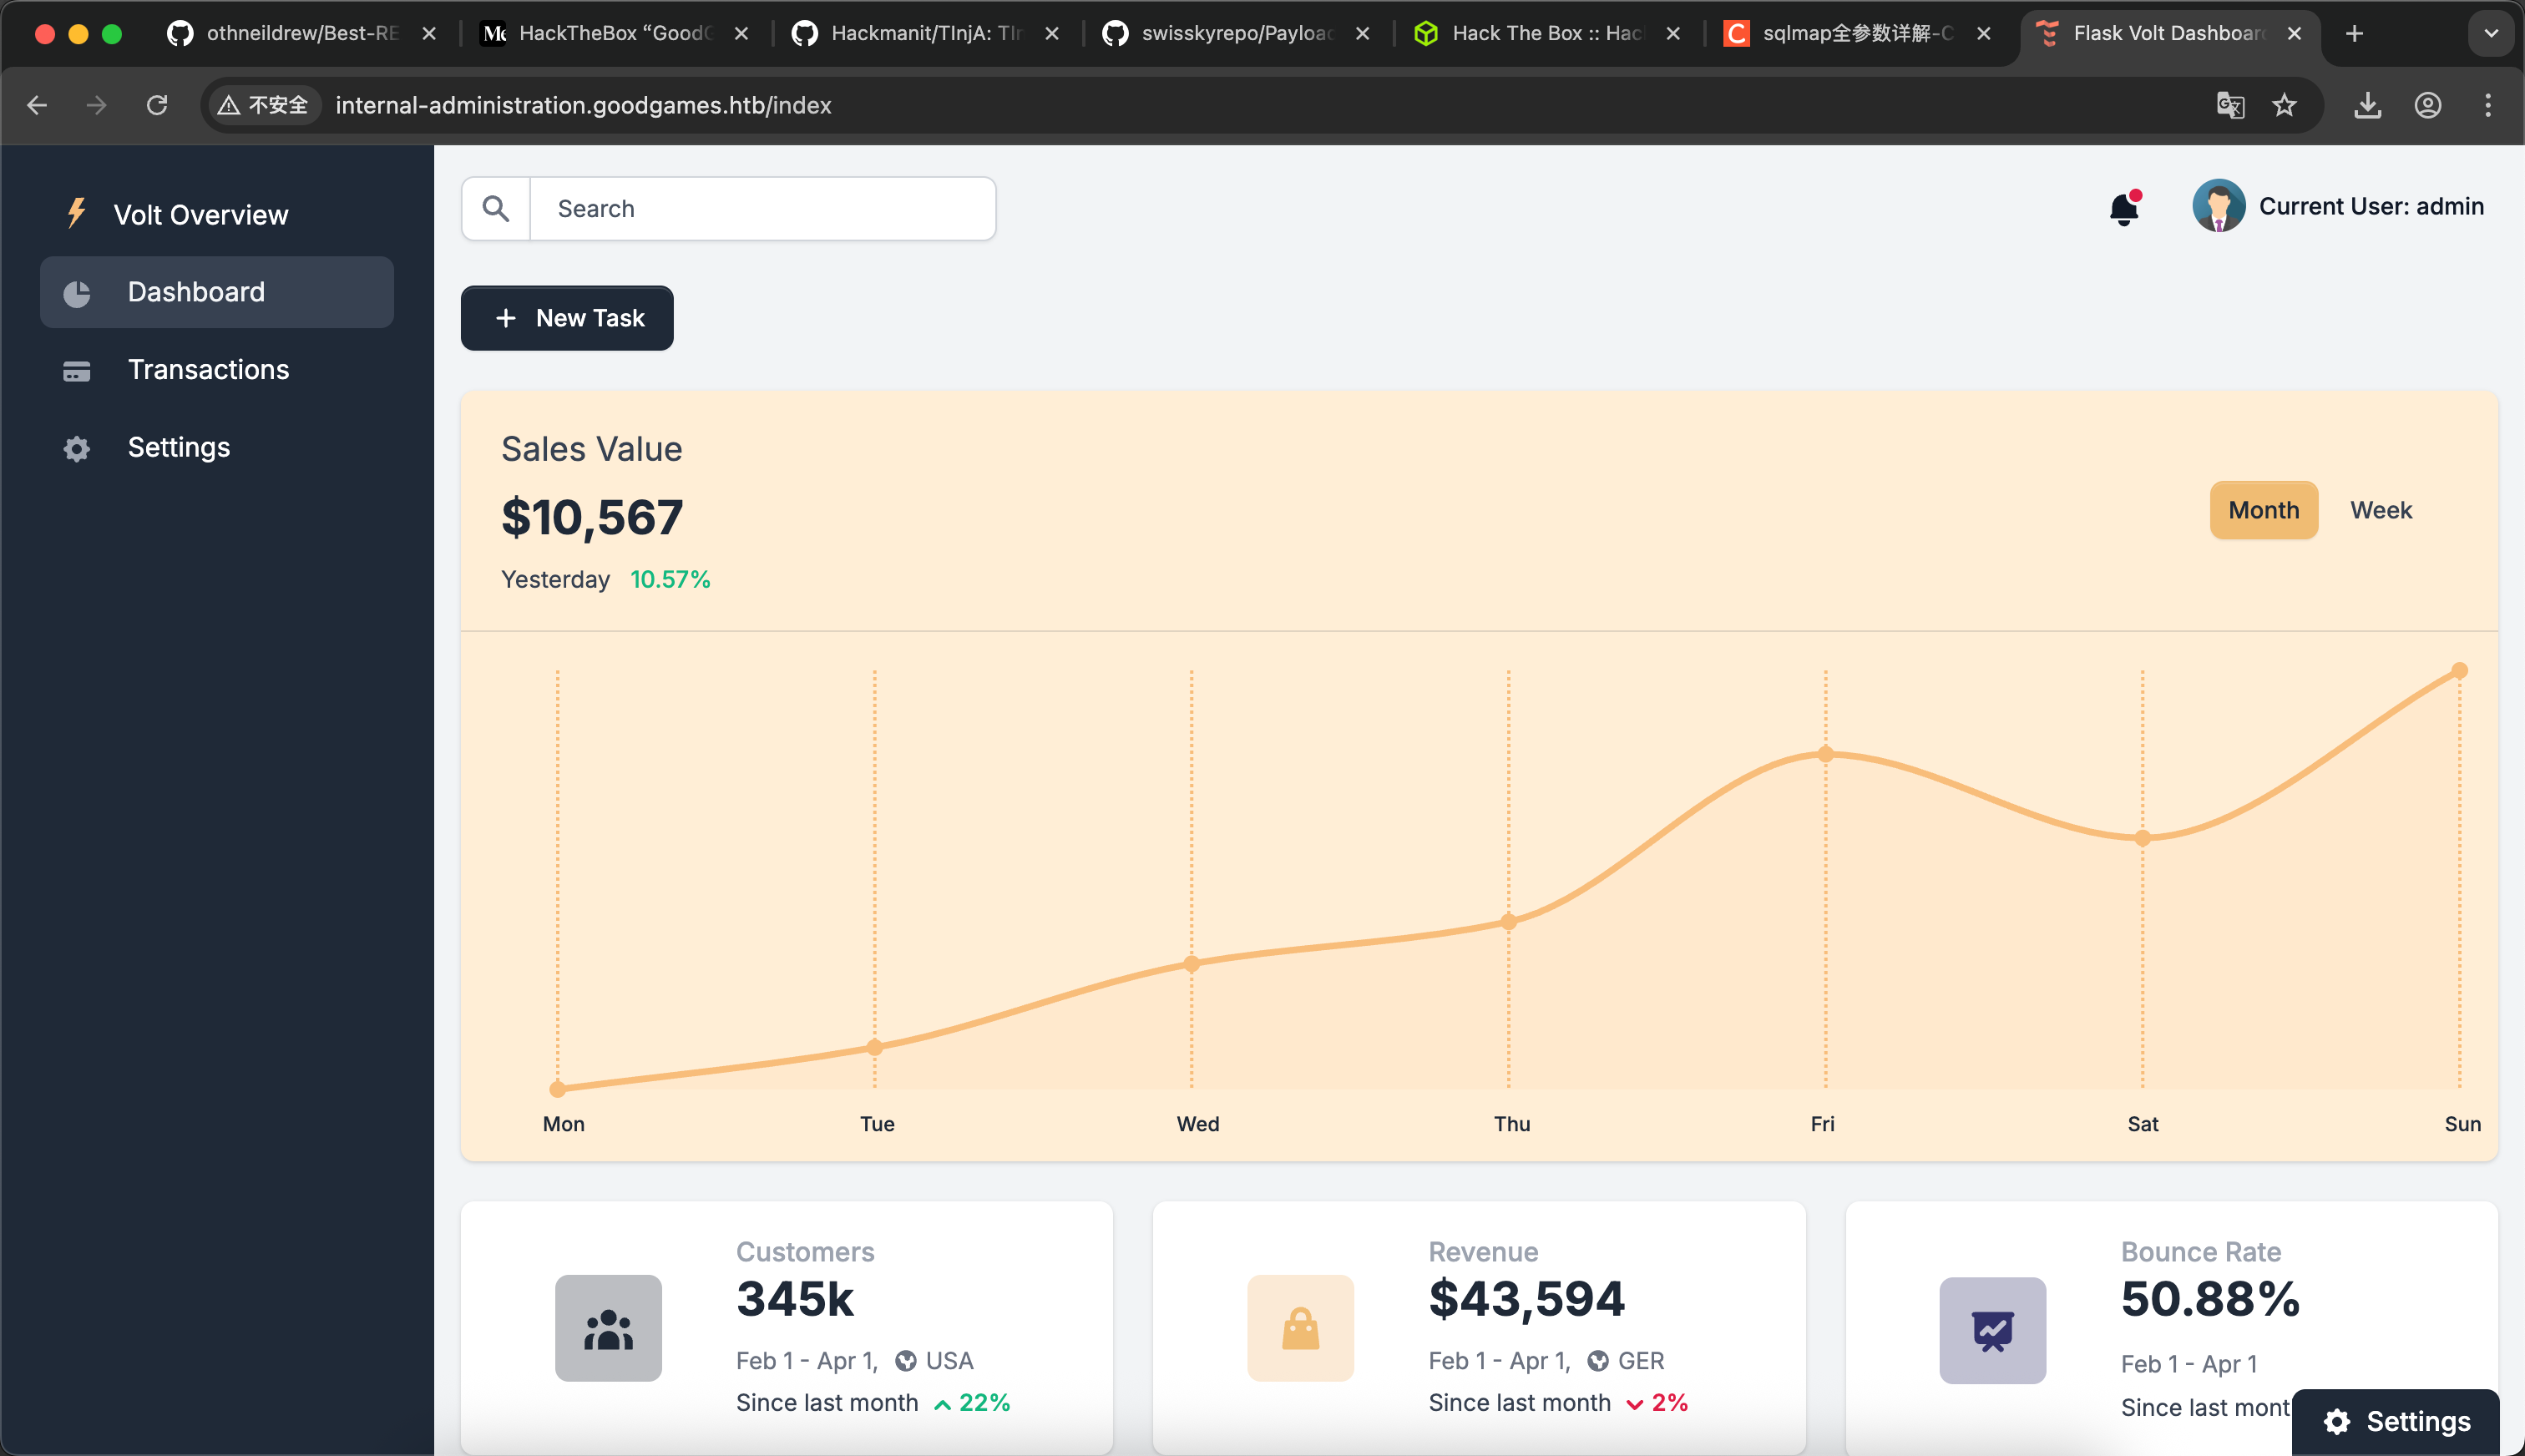 othneildrew/Best-RE
HackTheBox “GoodG
Hackmanit/TInjA: TIn
swisskyrepo/Payload
Hack The Box :: Hac
sqlmap全参数详解-C
Flask Volt Dashboar
不安全
internal-administration.goodgames.htb/index
Volt Overview
Dashboard
Transactions
Settings
Search
Current User: admin
New Task
Sales Value
$10,567
Yesterday 10.57%
Month
Week
Mon Tue Wed Thu Fri Sat Sun
Customers
345k
Feb 1 - Apr 1, USA
Since last month 22%
Revenue
$43,594
Feb 1 - Apr 1, GER
Since last month 2%
Bounce Rate
50.88%
Feb 1 - Apr 1
Since last mont
Settings